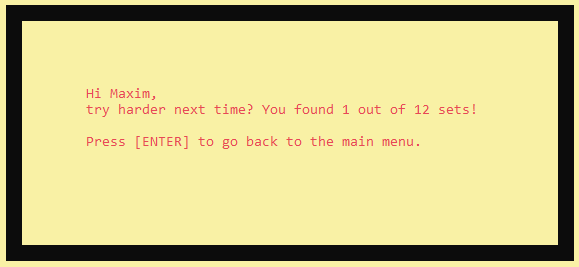 Hi Maxim,
try harder next time? You found 1 out of 12 sets!
Press [ENTER] to go back to the main menu.